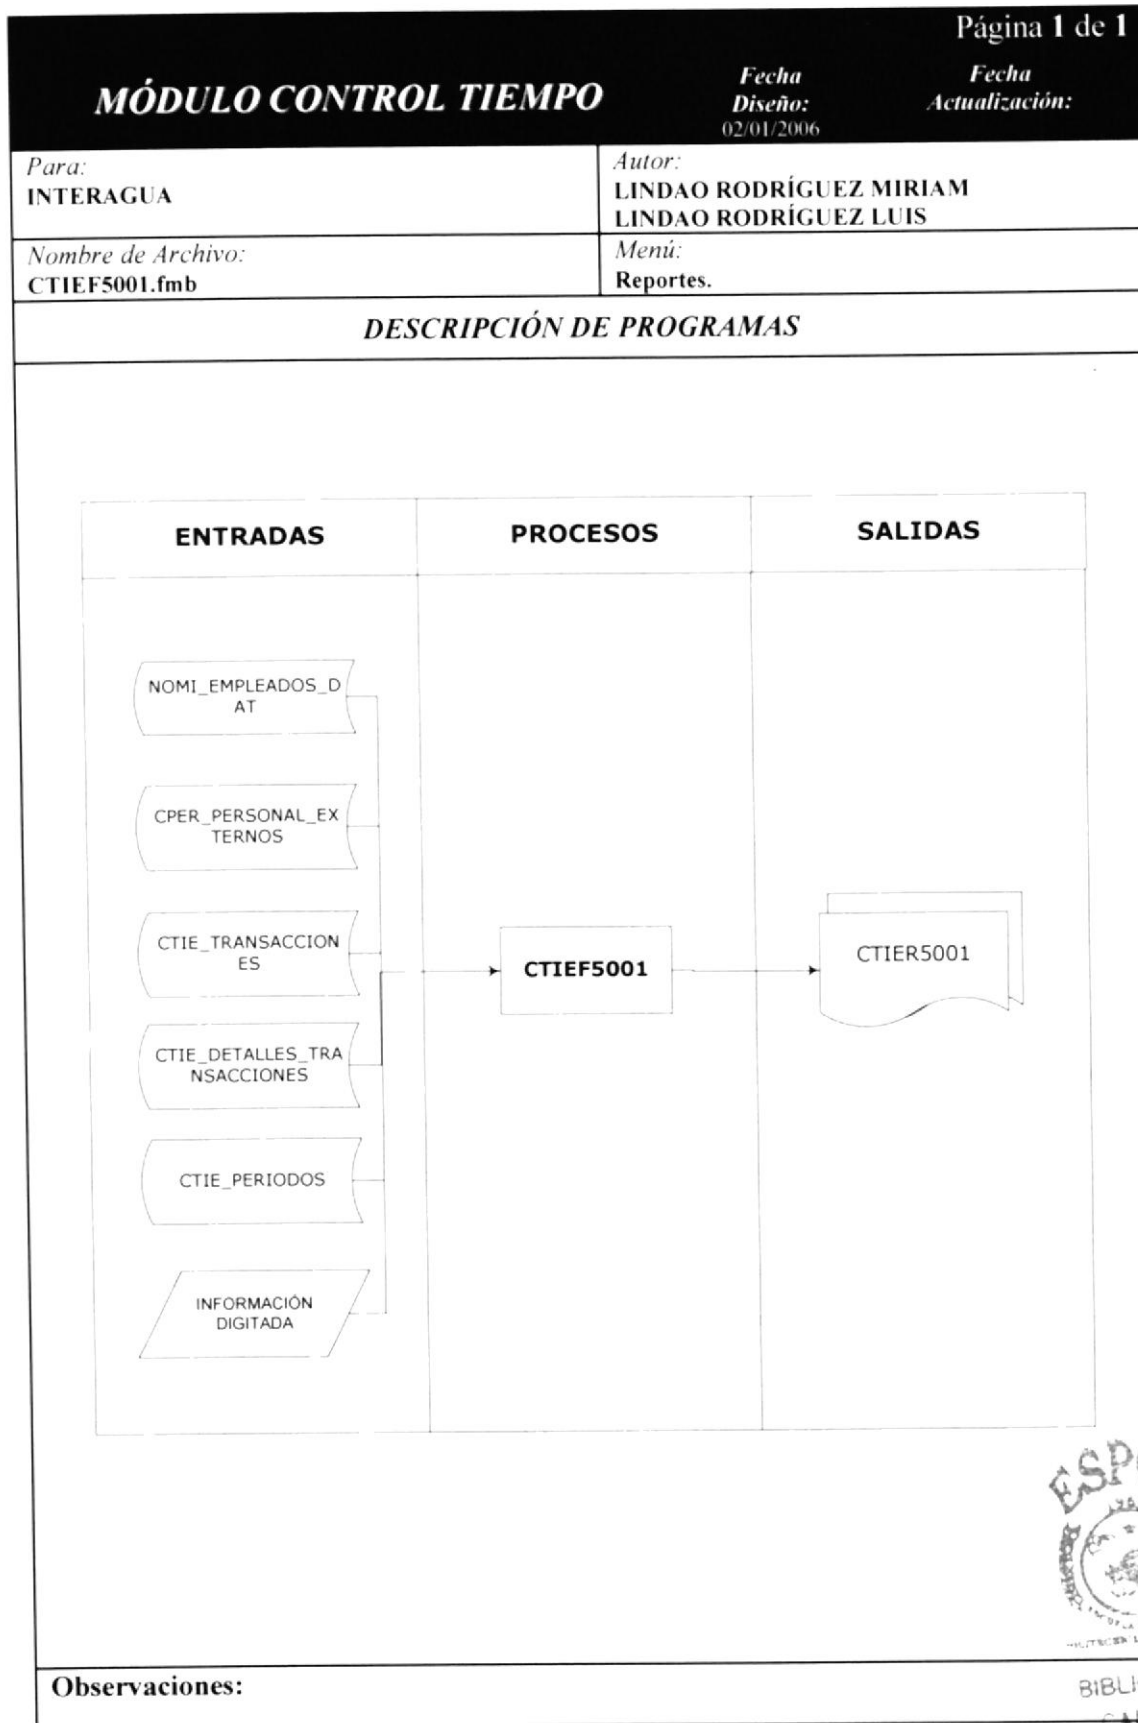 Página 1 de 1
MÓDULO CONTROL TIEMPO
Fecha
Diseño:
02/01/2006
Fecha
Actualización:
Para:
INTERAGUA
Autor:
LINDAO RODRÍGUEZ MIRIAM
LINDAO RODRÍGUEZ LUIS
Nombre de Archivo:
CTIEF5001.fmb
Menú:
Reportes.
DESCRIPCIÓN DE PROGRAMAS
ENTRADAS
PROCESOS
SALIDAS
NOMI_EMPLEADOS_D
AT
CPER_PERSONAL_EX
TERNOS
CTIE_TRANSACCION
ES
CTIEF5001
CTIER5001
CTIE_DETALLES_TRA
NSACCIONES
CTIE_PERIODOS
INFORMACIÓN
DIGITADA
Observaciones: